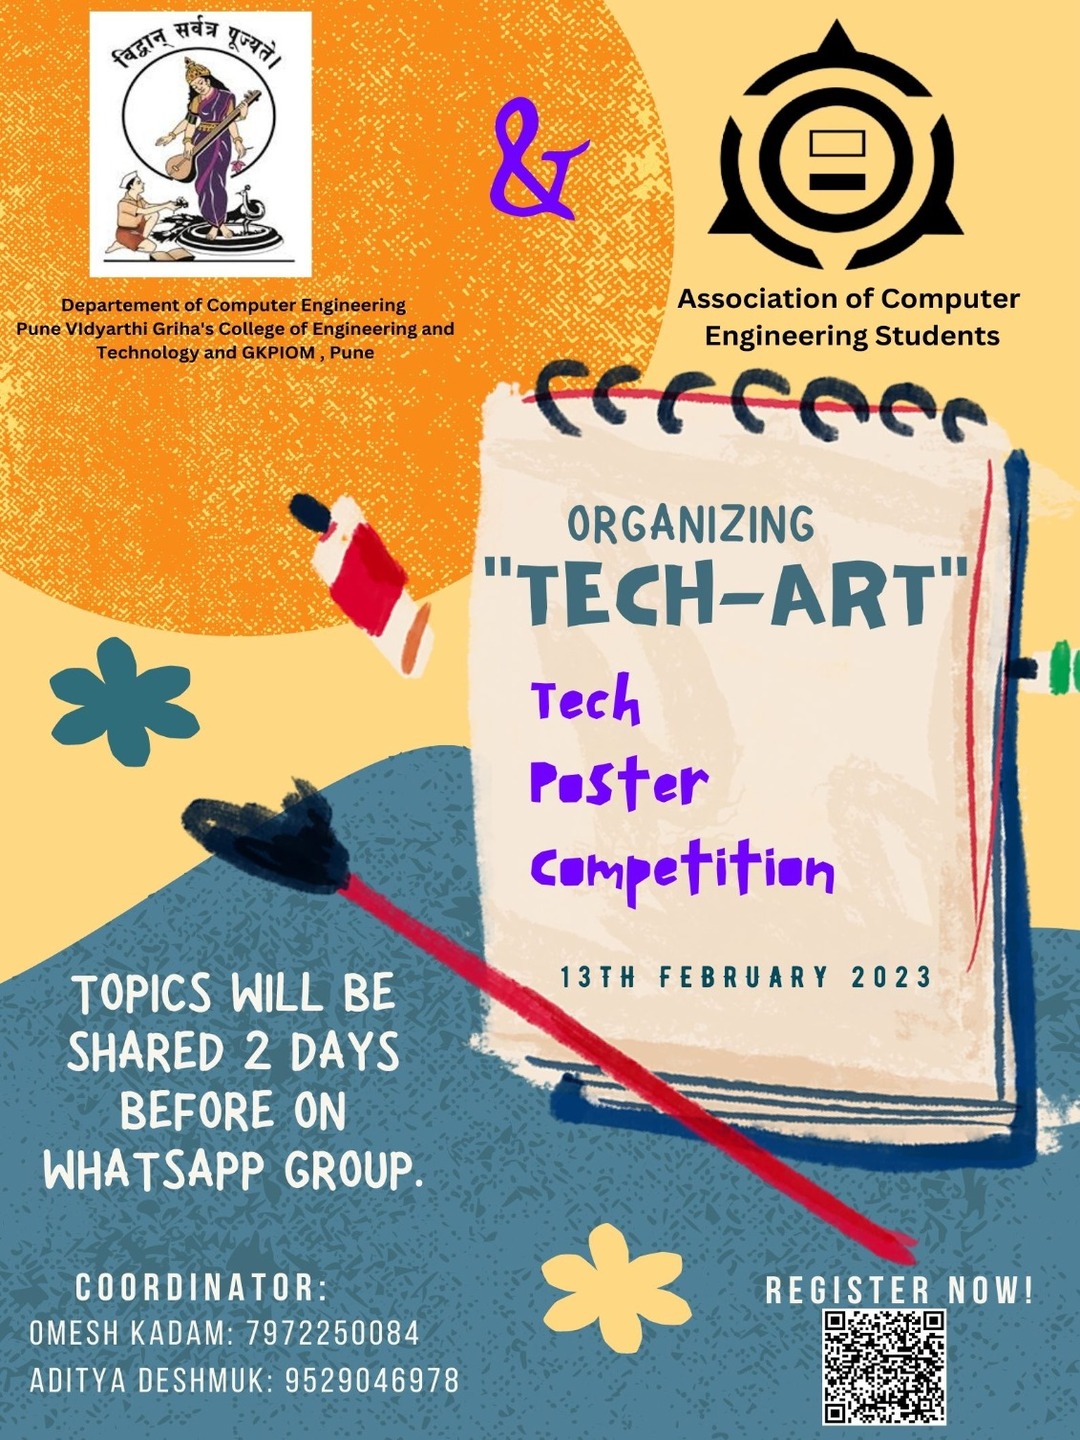 विद्वान् सर्वत्र पूज्यते।
&
Departement of Computer Engineering
Pune VIdyarthi Griha's College of Engineering and
Technology and GKPIOM , Pune
Association of Computer
Engineering Students
ORGANIZING
"TECH-ART"
Tech
Poster
Competition
13TH FEBRUARY 2023
TOPICS WILL BE
SHARED 2 DAYS
BEFORE ON
WHATSAPP GROUP.
COORDINATOR:
OMESH KADAM: 7972250084
ADITYA DESHMUK: 9529046978
REGISTER NOW!